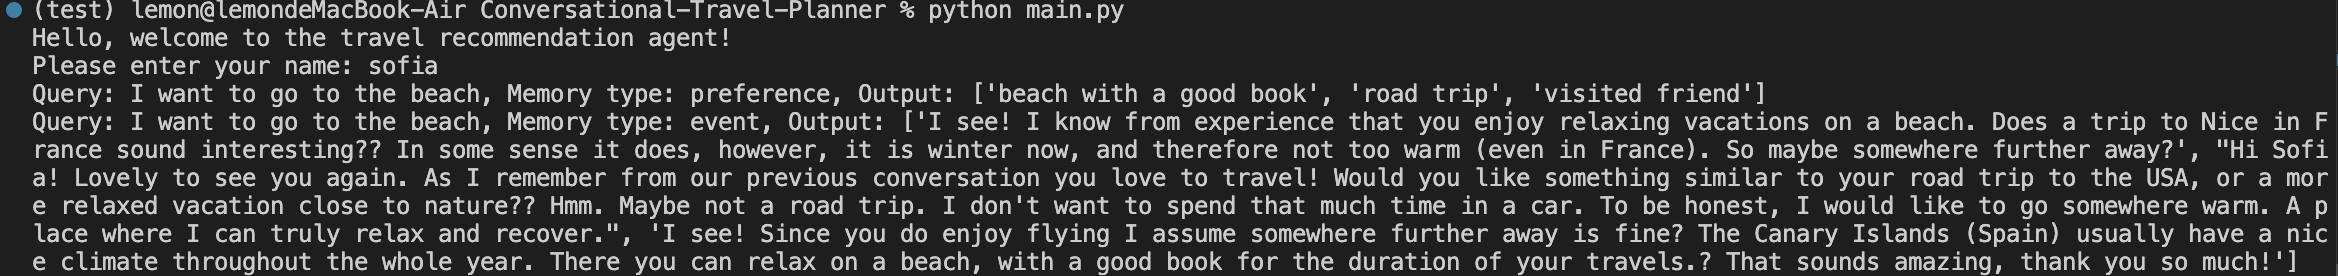 (test) lemon@lemondeMacBook-Air Conversational-Travel-Planner % python main.py
Hello, welcome to the travel recommendation agent!
Please enter your name: sofia
Query: I want to go to the beach, Memory type: preference, Output: ['beach with a good book', 'road trip', 'visited friend']
Query: I want to go to the beach, Memory type: event, Output: ['I see! I know from experience that you enjoy relaxing vacations on a beach. Does a trip to Nice in F
rance sound interesting?? In some sense it does, however, it is winter now, and therefore not too warm (even in France). So maybe somewhere further away?', "Hi Sofi
a! Lovely to see you again. As I remember from our previous conversation you love to travel! Would you like something similar to your road trip to the USA, or a mor
e relaxed vacation close to nature?? Hmm. Maybe not a road trip. I don't want to spend that much time in a car. To be honest, I would like to go somewhere warm. A p
lace where I can truly relax and recover.", 'I see! Since you do enjoy flying I assume somewhere further away is fine? The Canary Islands (Spain) usually have a nic
e climate throughout the whole year. There you can relax on a beach, with a good book for the duration of your travels.? That sounds amazing, thank you so much!']